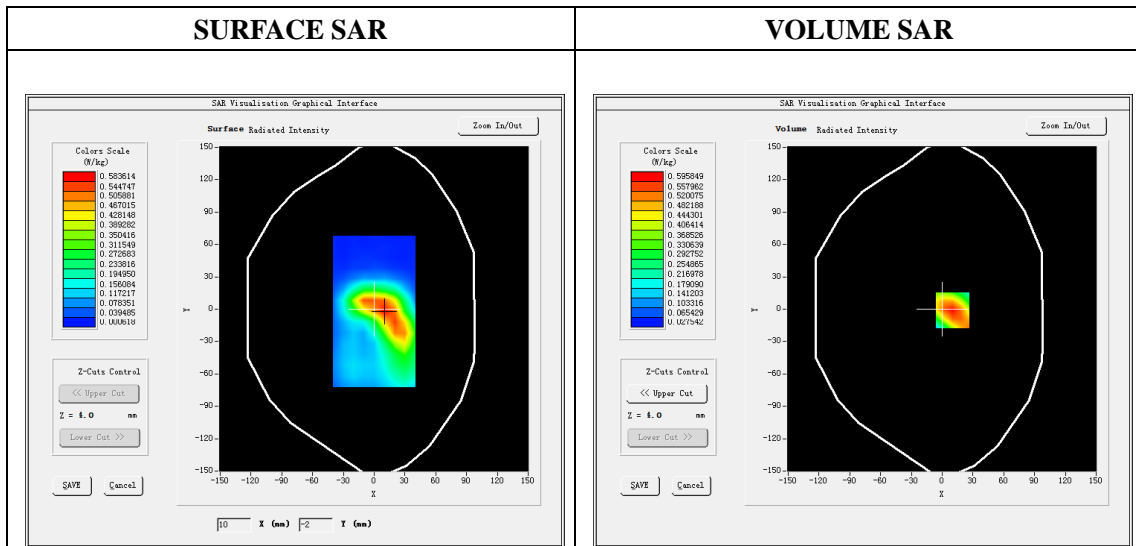 SURFACE SAR
VOLUME SAR
SAR Visualisation Graphical Interface
Surface Radiated Intensity
Zoom In/Out
Colors Scale
(W/kg)
0.583614
0.544747
0.505881
0.467015
0.428148
0.389282
0.350416
0.311549
0.272683
0.233816
0.194950
0.156084
0.117217
0.078351
0.039485
0.000618
150
120
90
60
30
0
-30
-60
-90
-120
-150
Y
-150 -120 -90 -60 -30 0 30 60 90 120 150
X
Z-Cuts Control
<< Upper Cut
Z = 4.0 mm
Lower Cut >>
SAVE
Cancel
10 X (mm) -2 Y (mm)
SAR Visualisation Graphical Interface
Volume Radiated Intensity
Zoom In/Out
Colors Scale
(W/kg)
0.595849
0.557962
0.520075
0.482188
0.444301
0.406414
0.368526
0.330639
0.292752
0.254865
0.216978
0.179090
0.141203
0.103316
0.065429
0.027542
150
120
90
60
30
0
-30
-60
-90
-120
-150
Y
-150 -120 -90 -60 -30 0 30 60 90 120 150
X
Z-Cuts Control
<< Upper Cut
Z = 4.0 mm
Lower Cut >>
SAVE
Cancel